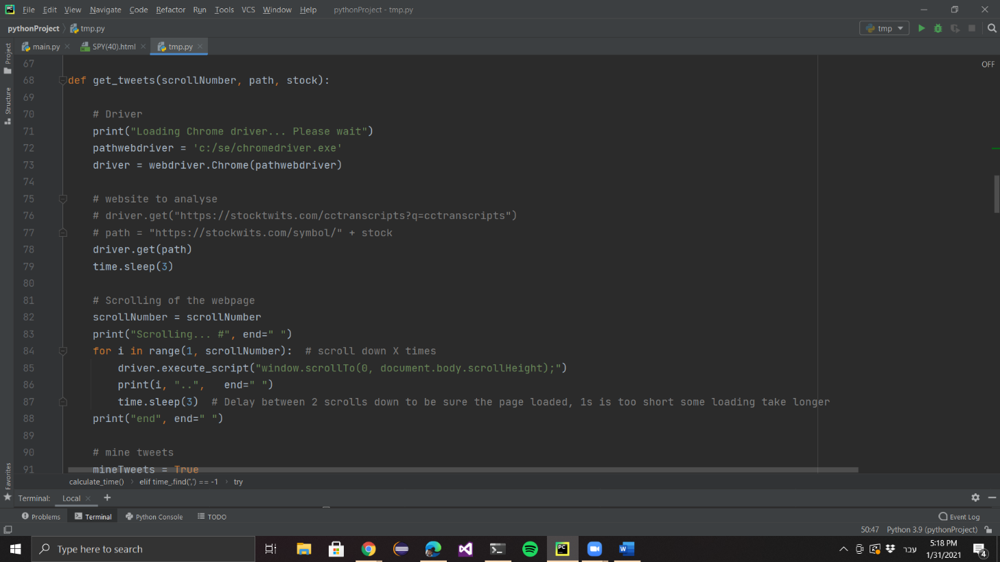 PC File Edit View Navigate Code Refactor Run Tools VCS Window Help pythonProject - tmp.py
pythonProject tmp.py tmp
main.py SPY(40).html tmp.py
Project
Structure
Favorites
OFF
67
68 def get_tweets(scrollNumber, path, stock):
69
70 # Driver
71 print("Loading Chrome driver... Please wait")
72 pathwebdriver = 'c:/se/chromedriver.exe'
73 driver = webdriver.Chrome(pathwebdriver)
74
75 # website to analyse
76 # driver.get("https://stocktwits.com/cctranscripts?q=cctranscripts")
77 # path = "https://stockwits.com/symbol/" + stock
78 driver.get(path)
79 time.sleep(3)
80
81 # Scrolling of the webpage
82 scrollNumber = scrollNumber
83 print("Scrolling... #", end=" ")
84 for i in range(1, scrollNumber):  # scroll down X times
85 driver.execute_script("window.scrollTo(0, document.body.scrollHeight);")
86 print(i, "..",   end=" ")
87 time.sleep(3)  # Delay between 2 scrolls down to be sure the page loaded, 1s is too short some loading take longer
88 print("end", end=" ")
89
90 # mine tweets
91 mineTweets = True
calculate_time() elif time_.find(',') == -1 try
Terminal: Local +
Problems Terminal Python Console TODO Event Log
50:47 Python 3.9 (pythonProject)
Type here to search PC W עבר 5:18 PM
1/31/2021 4